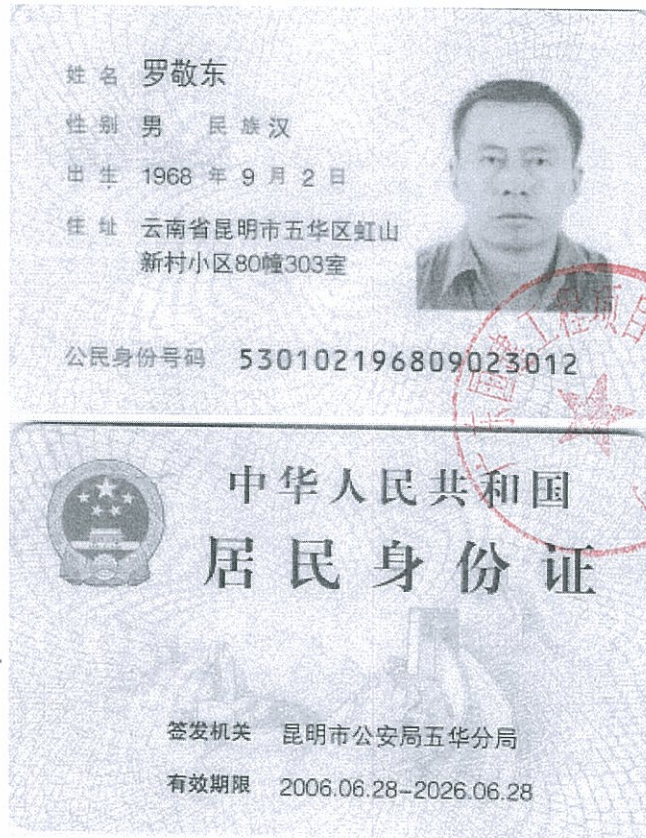 姓名 罗敬东
性别 男 民族 汉
出生 1968 年 9 月 2 日
住址 云南省昆明市五华区虹山
新村小区80幢303室
公民身份号码 530102196809023012
中华人民共和国
居民身份证
签发机关 昆明市公安局五华分局
有效期限 2006.06.28-2026.06.28